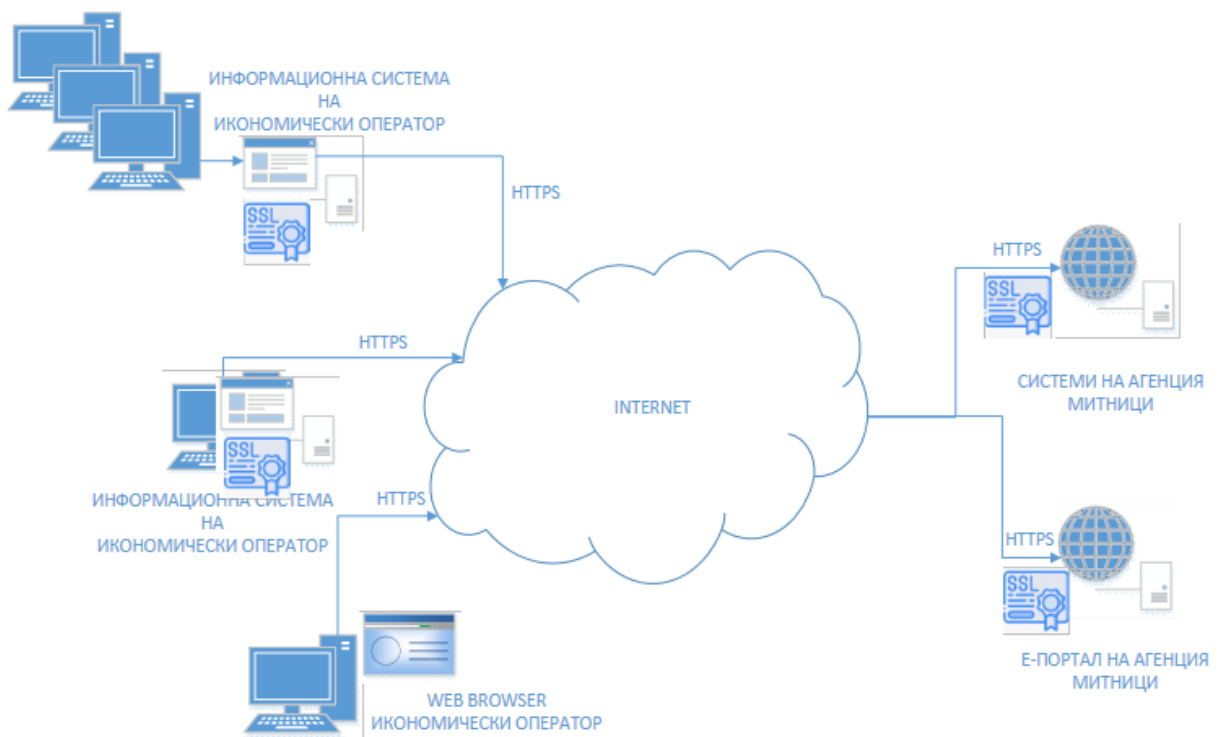 ИНФОРМАЦИОННА СИСТЕМА
НА
ИКОНОМИЧЕСКИ ОПЕРАТОР
SSL
HTTPS
HTTPS
SSL
ИНФОРМАЦИОННА СИСТЕМА
НА
ИКОНОМИЧЕСКИ ОПЕРАТОР
HTTPS
WEB BROWSER
ИКОНОМИЧЕСКИ ОПЕРАТОР
INTERNET
HTTPS
SSL
СИСТЕМИ НА АГЕНЦИЯ
МИТНИЦИ
HTTPS
SSL
Е-ПОРТАЛ НА АГЕНЦИЯ
МИТНИЦИ